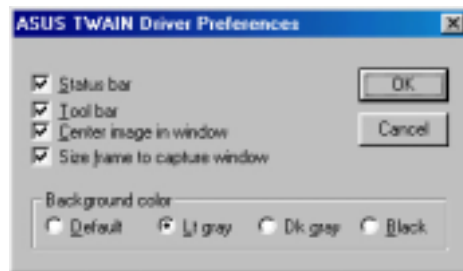 ASUS TWAIN Driver Preferences
Status bar
Tool bar
Center image in window
Size frame to capture window
OK
Cancel
Background color
Default Lt gray Dk gray Black